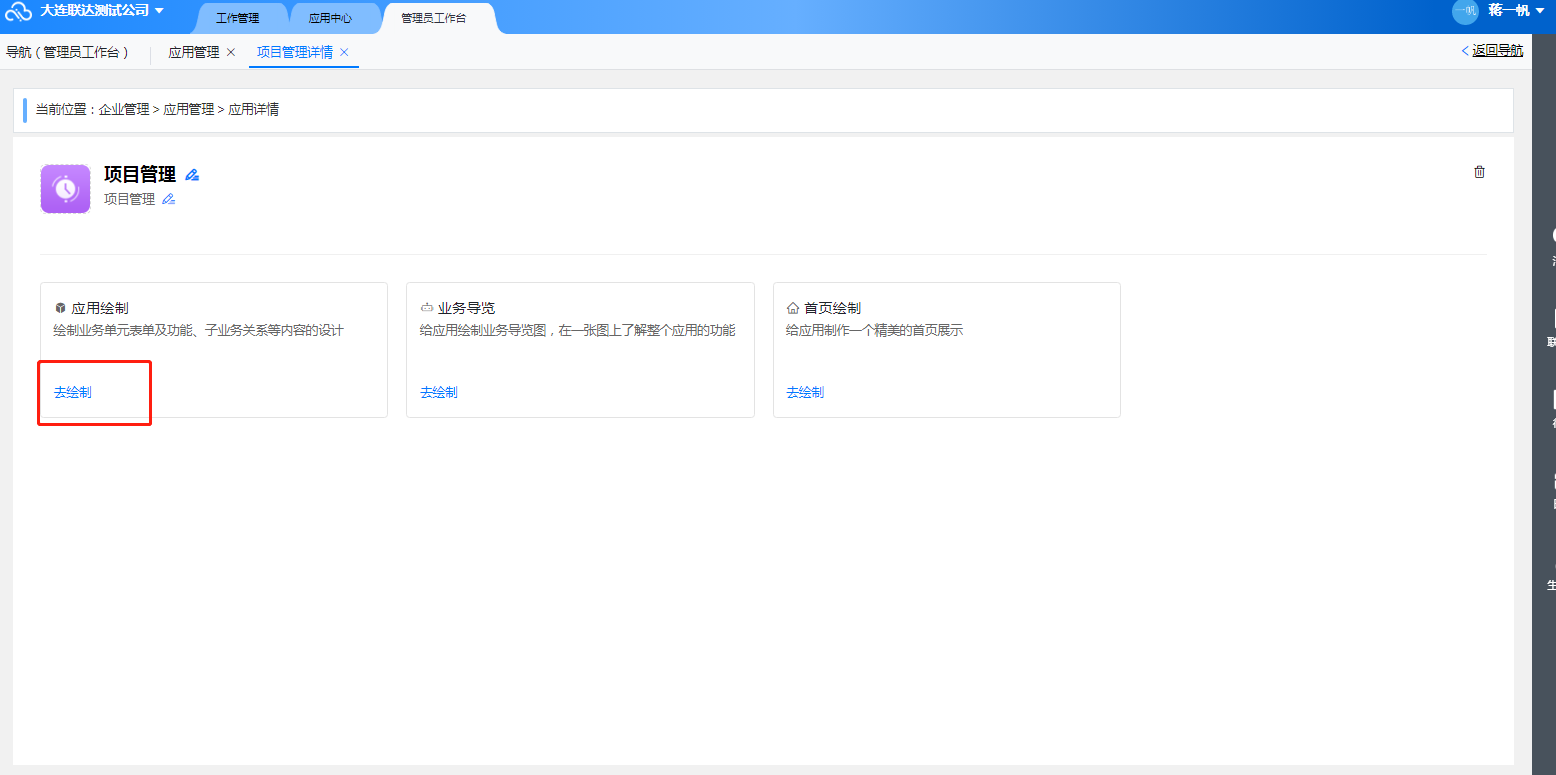 大连联达测试公司
工作管理
应用中心
管理员工作台
一帆
蒋一帆
导航 ( 管理员工作台 )
应用管理
项目管理详情
返回导航
当前位置：企业管理 > 应用管理 > 应用详情
项目管理
项目管理
应用绘制
绘制业务单元表单及功能、子业务关系等内容的设计
去绘制
业务导览
给应用绘制业务导览图，在一张图上了解整个应用的功能
去绘制
首页绘制
给应用制作一个精美的首页展示
去绘制